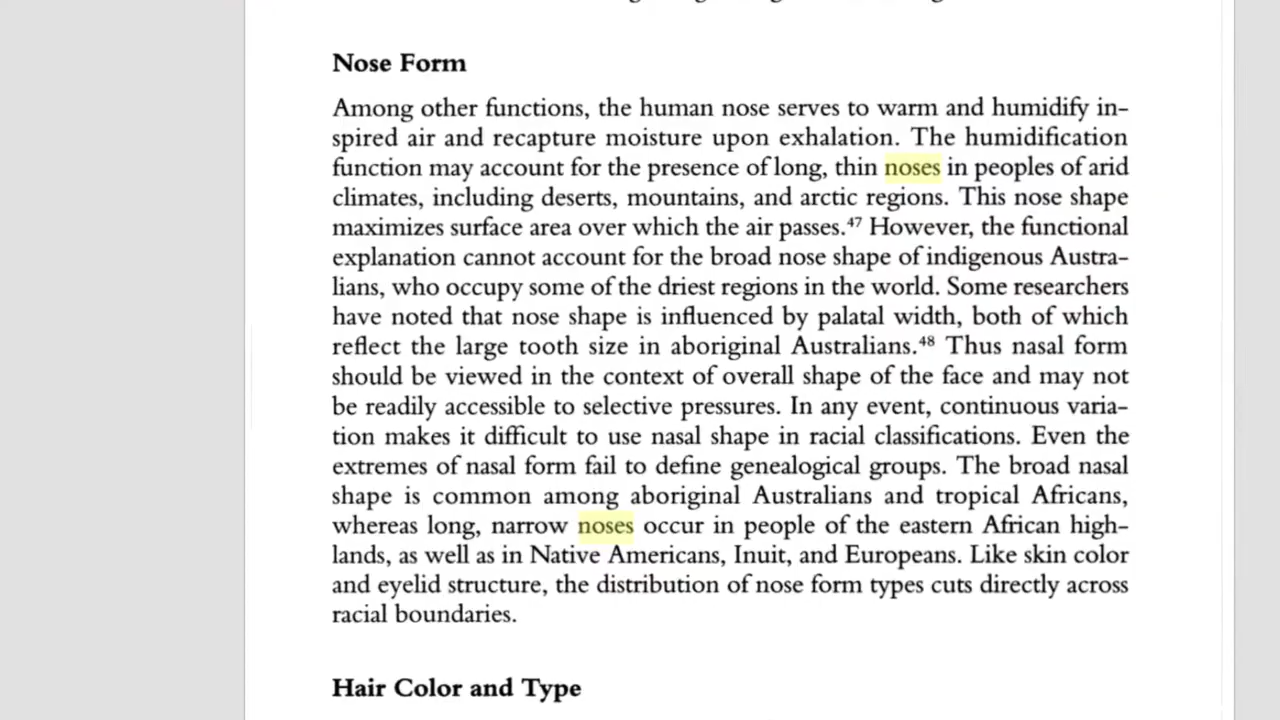 Nose Form
Among other functions, the human nose serves to warm and humidify in-
spired air and recapture moisture upon exhalation. The humidification
function may account for the presence of long, thin noses in peoples of arid
climates, including deserts, mountains, and arctic regions. This nose shape
maximizes surface area over which the air passes.⁴⁷ However, the functional
explanation cannot account for the broad nose shape of indigenous Austra-
lians, who occupy some of the driest regions in the world. Some researchers
have noted that nose shape is influenced by palatal width, both of which
reflect the large tooth size in aboriginal Australians.⁴⁸ Thus nasal form
should be viewed in the context of overall shape of the face and may not
be readily accessible to selective pressures. In any event, continuous varia-
tion makes it difficult to use nasal shape in racial classifications. Even the
extremes of nasal form fail to define genealogical groups. The broad nasal
shape is common among aboriginal Australians and tropical Africans,
whereas long, narrow noses occur in people of the eastern African high-
lands, as well as in Native Americans, Inuit, and Europeans. Like skin color
and eyelid structure, the distribution of nose form types cuts directly across
racial boundaries.
Hair Color and Type